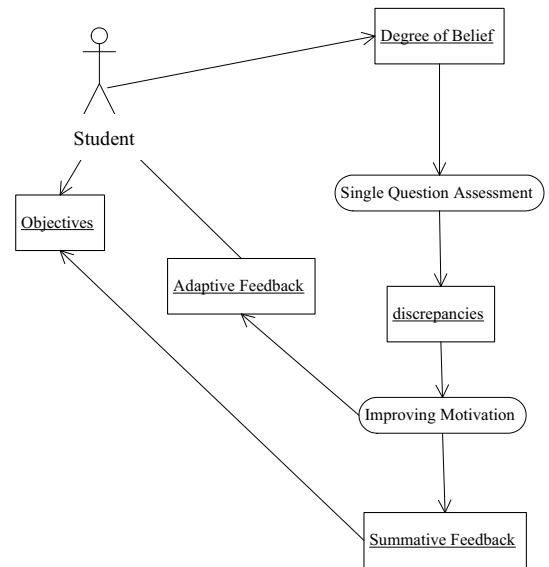 Degree of Belief
Student
Single Question Assessment
Objectives
Adaptive Feedback
discrepancies
Improving Motivation
Summative Feedback